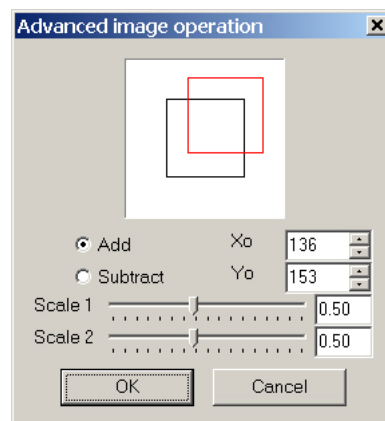 Advanced image operation
Add Xo 136
Subtract Yo 153
Scale 1 0.50
Scale 2 0.50
OK Cancel